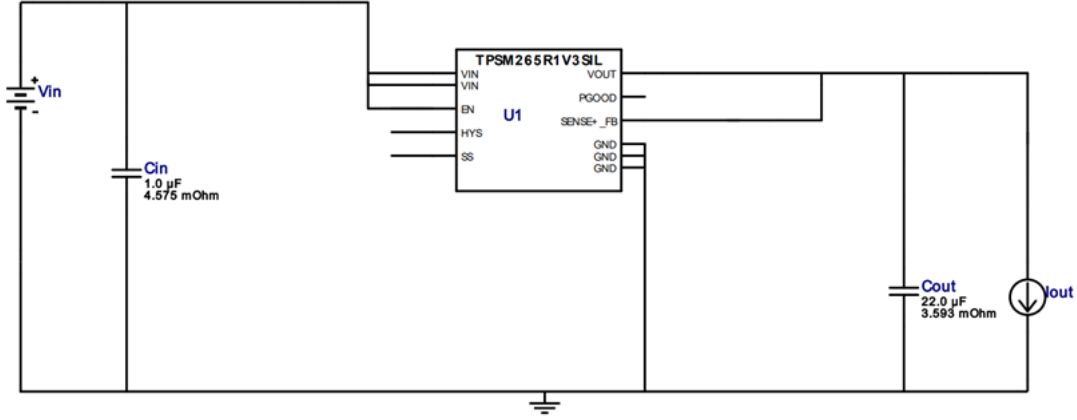 Vin
+
-
Cin
1.0 µF
4.575 mOhm
TPSM265R1V3SIL
VIN
VIN
EN
HYS
SS
U1
VOUT
PGOOD
SENSE+_FB
GND
GND
GND
Cout
22.0 µF
3.593 mOhm
Iout